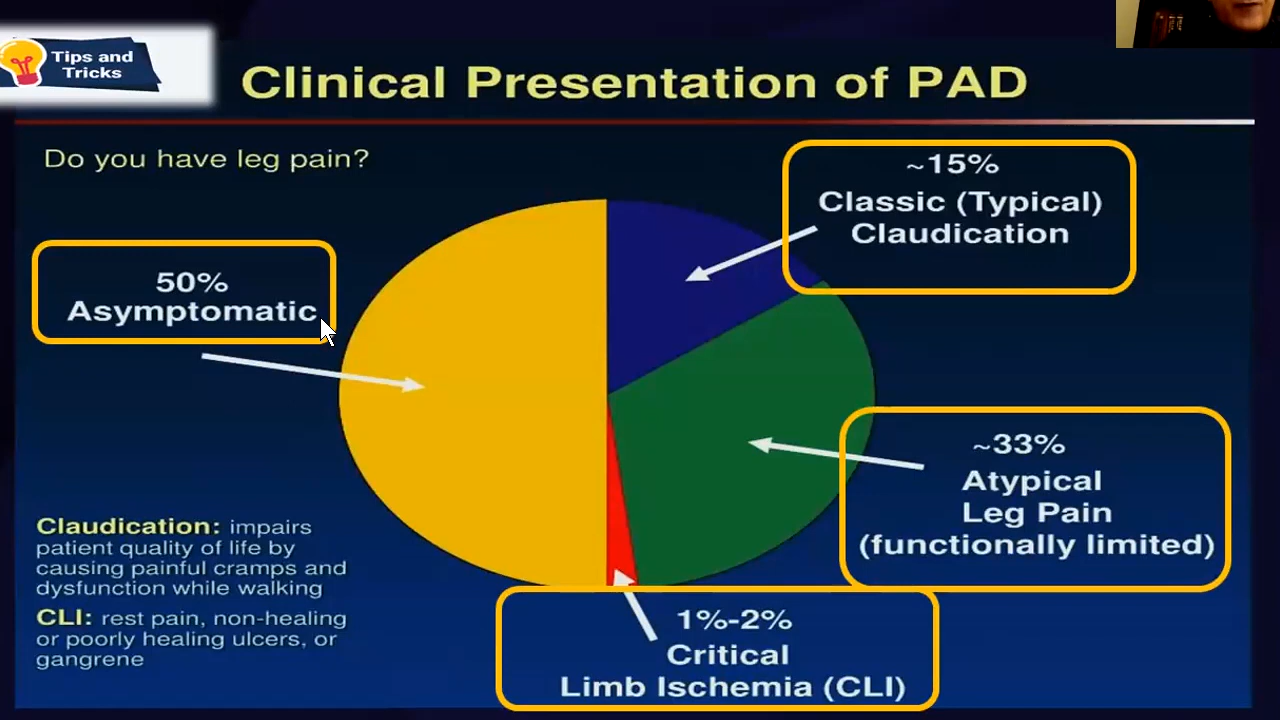 Tips and
Tricks
Clinical Presentation of PAD
Do you have leg pain?
~15%
Classic (Typical)
Claudication
50%
Asymptomatic
~33%
Atypical
Leg Pain
(functionally limited)
Claudication: impairs
patient quality of life by
causing painful cramps and
dysfunction while walking
CLI: rest pain, non-healing
or poorly healing ulcers, or
gangrene
1%-2%
Critical
Limb Ischemia (CLI)